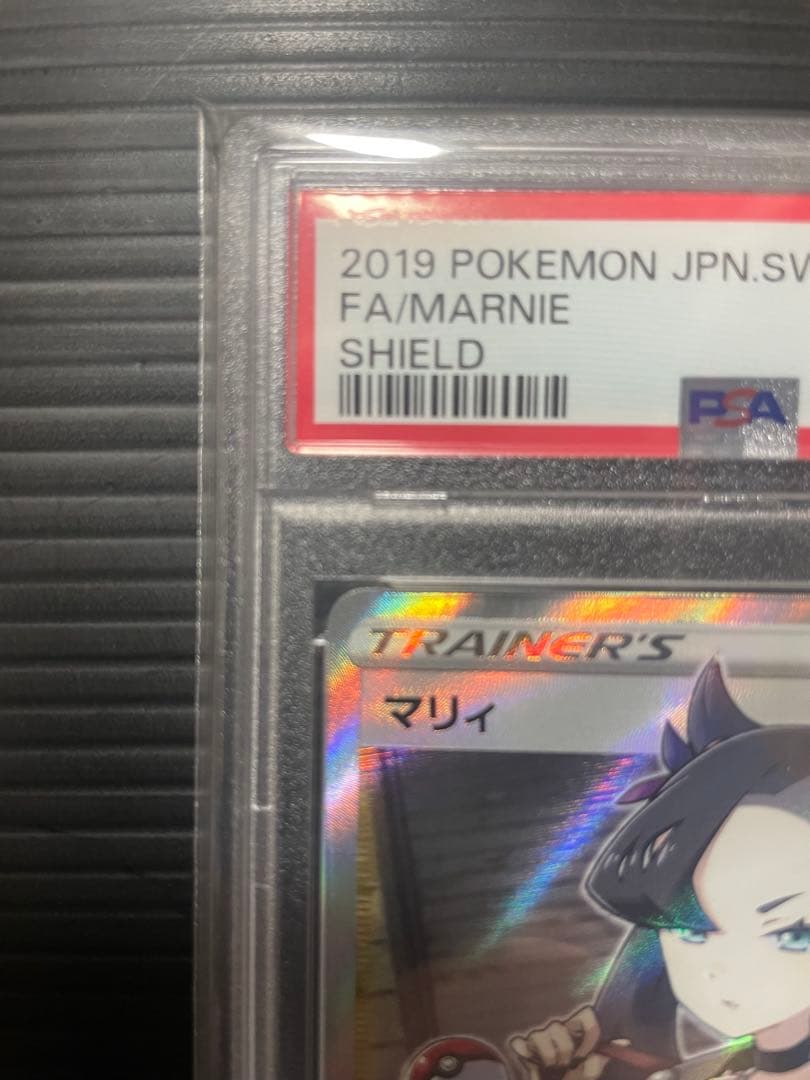 2019 POKEMON JPN.SW
FA/MARNIE
SHIELD
PSA
TRAINER'S
マリィ